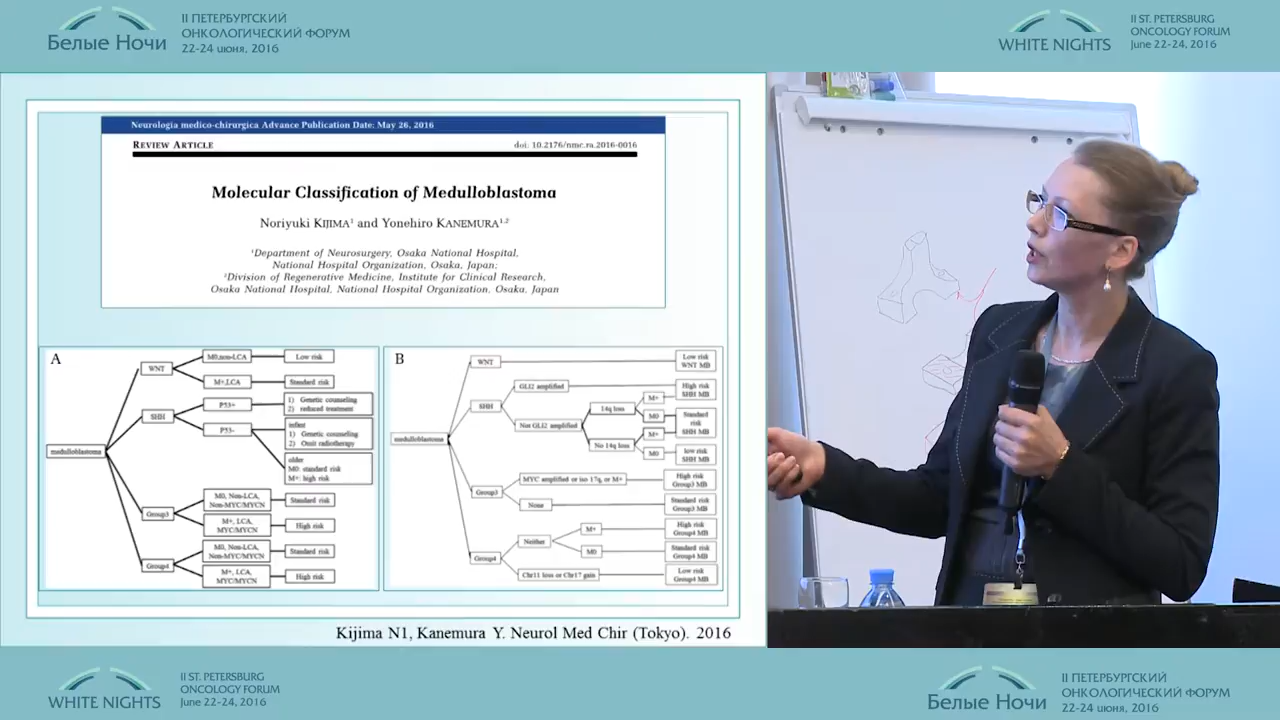 Белые Ночи
II ПЕТЕРБУРГСКИЙ
ОНКОЛОГИЧЕСКИЙ ФОРУМ
22-24 июня, 2016
WHITE NIGHTS
II ST. PETERSBURG
ONCOLOGY FORUM
June 22-24, 2016
Neurologia medico-chirurgica Advance Publication Date: May 26, 2016
REVIEW ARTICLE
doi: 10.2176/nmc.ra.2016-0016
Molecular Classification of Medulloblastoma
Noriyuki KIJIMA¹ and Yonehiro KANEMURA¹,²
¹Department of Neurosurgery, Osaka National Hospital,
National Hospital Organization, Osaka, Japan;
²Division of Regenerative Medicine, Institute for Clinical Research,
Osaka National Hospital, National Hospital Organization, Osaka, Japan
A
medulloblastoma
WNT
M0,non-LCA
Low risk
M+,LCA
Standard risk
SHH
P53+
1) Genetic counseling
2) reduced treatment
P53-
infant
1) Genetic counseling
2) Omit radiotherapy
older
M0: standard risk
M+: high risk
Group3
M0, Non-LCA,
Non-MYC/MYCN
Standard risk
M+, LCA,
MYC/MYCN
High risk
Group4
M0, Non-LCA,
Non-MYC/MYCN
Standard risk
M+, LCA,
MYC/MYCN
High risk
B
medulloblastoma
WNT
Low risk
WNT MB
SHH
GLI2 amplified
High risk
SHH MB
Not GLI2 amplified
14q loss
M+
M0
Standard
risk
SHH MB
No 14q loss
M+
M0
low risk
SHH MB
Group3
MYC amplified or iso 17q, or M+
High risk
Group3 MB
None
Standard risk
Group3 MB
Group4
Neither
M+
High risk
Group4 MB
M0
Standard risk
Group4 MB
Chr11 loss or Chr17 gain
Low risk
Group4 MB
Kijima N1, Kanemura Y. Neurol Med Chir (Tokyo). 2016
WHITE NIGHTS
II ST. PETERSBURG
ONCOLOGY FORUM
June 22-24, 2016
Белые Ночи
II ПЕТЕРБУРГСКИЙ
ОНКОЛОГИЧЕСКИЙ ФОРУМ
22-24 июня, 2016